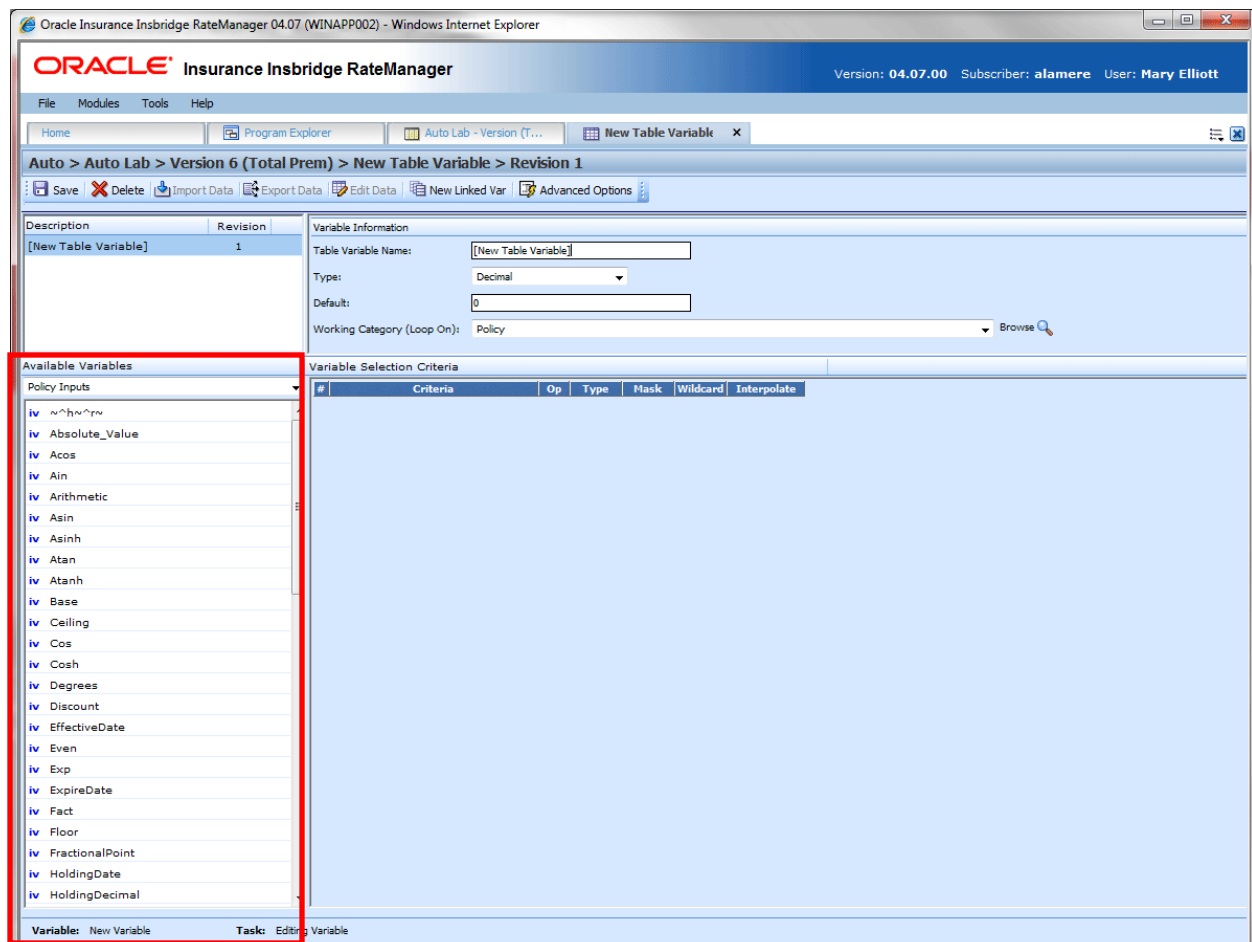 Oracle Insurance Insbridge RateManager 04.07 (WINAPP002) - Windows Internet Explorer
ORACLE Insurance Insbridge RateManager
Version: 04.07.00 Subscriber: alamere User: Mary Elliott
File Modules Tools Help
Home Program Explorer Auto Lab - Version (T... New Table Variable x
Auto > Auto Lab > Version 6 (Total Prem) > New Table Variable > Revision 1
Save Delete Import Data Export Data Edit Data New Linked Var Advanced Options
Description Revision
[New Table Variable] 1
Variable Information
Table Variable Name: [New Table Variable]
Type: Decimal
Default: 0
Working Category (Loop On): Policy Browse
Available Variables
Policy Inputs
iv ~^h~^r~
iv Absolute_Value
iv Acos
iv Ain
iv Arithmetic
iv Asin
iv Asinh
iv Atan
iv Atanh
iv Base
iv Ceiling
iv Cos
iv Cosh
iv Degrees
iv Discount
iv EffectiveDate
iv Even
iv Exp
iv ExpireDate
iv Fact
iv Floor
iv FractionalPoint
iv HoldingDate
iv HoldingDecimal
Variable Selection Criteria
# Criteria Op Type Mask Wildcard Interpolate
Variable: New Variable Task: Editing Variable